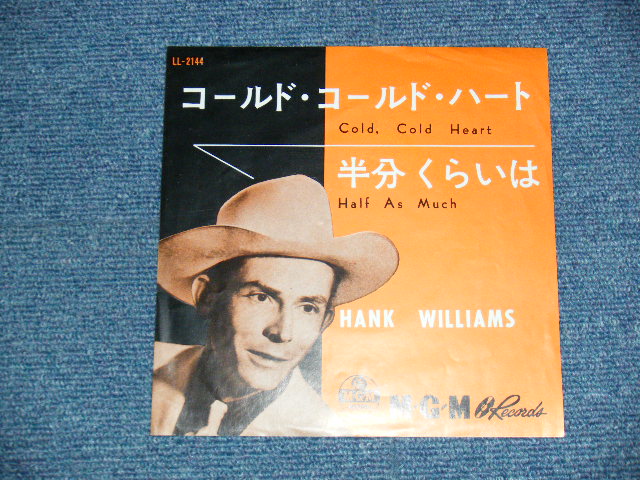 LL-2144
コールド・コールド・ハート
Cold, Cold Heart
半分くらいは
Half As Much
HANK WILLIAMS
M-G-M Records